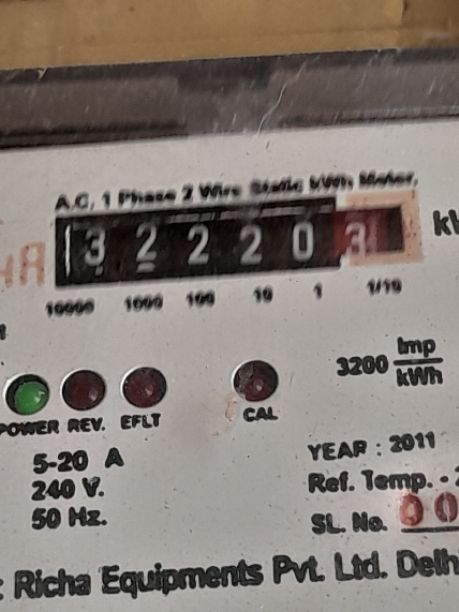 A.C, 1 Phase 2 Wire Static kWh Meter.
3 2 2 2 0 3
10000 1000 100 10 1 1/10
3200 Imp/kWh
POWER REV. EFLT CAL
5-20 A
YEAR : 2011
240 V.
Ref. Temp. -
50 Hz.
SL. No. 00
: Richa Equipments Pvt. Ltd. Delh